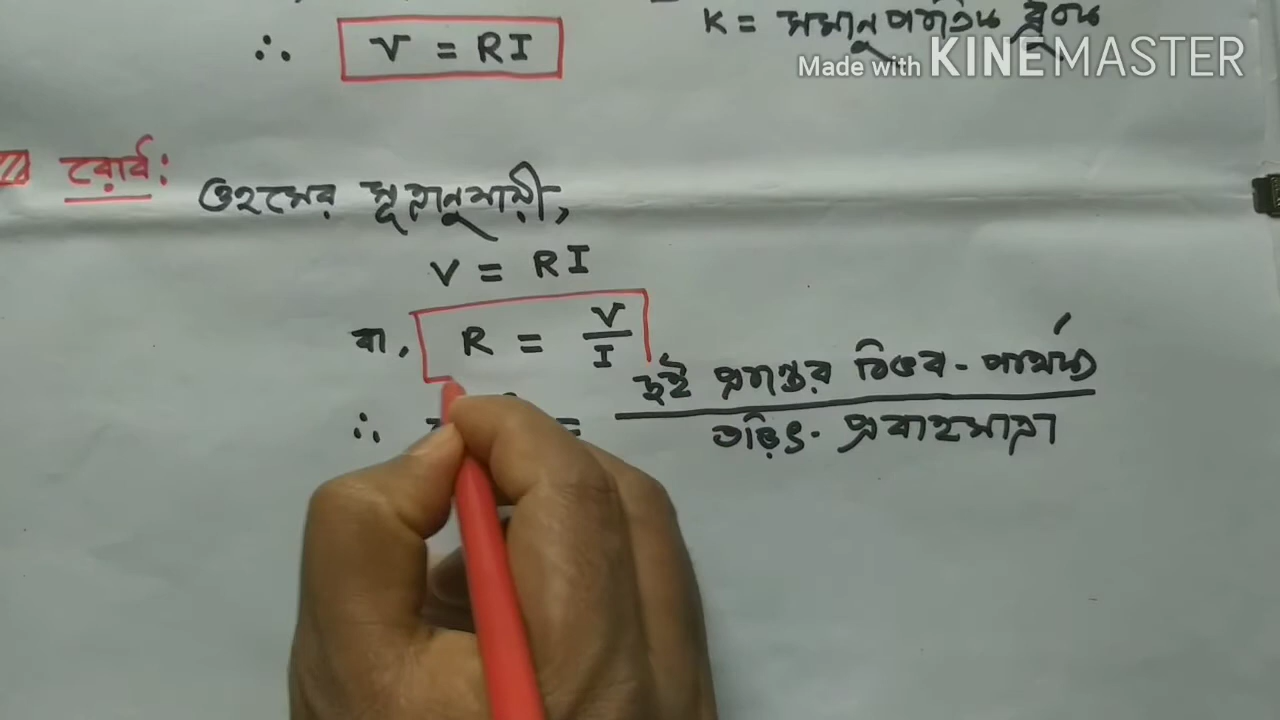 ∴ V = RI
K = সমানুপাতিক ধ্রুবক
Made with KINEMASTER
রোধ:
ওহমের সূত্রানুযায়ী,
V = RI
বা, R = V/I
∴ = দুই প্রান্তের বিভব-পার্থক্য / তড়িৎ-প্রবাহমাত্রা